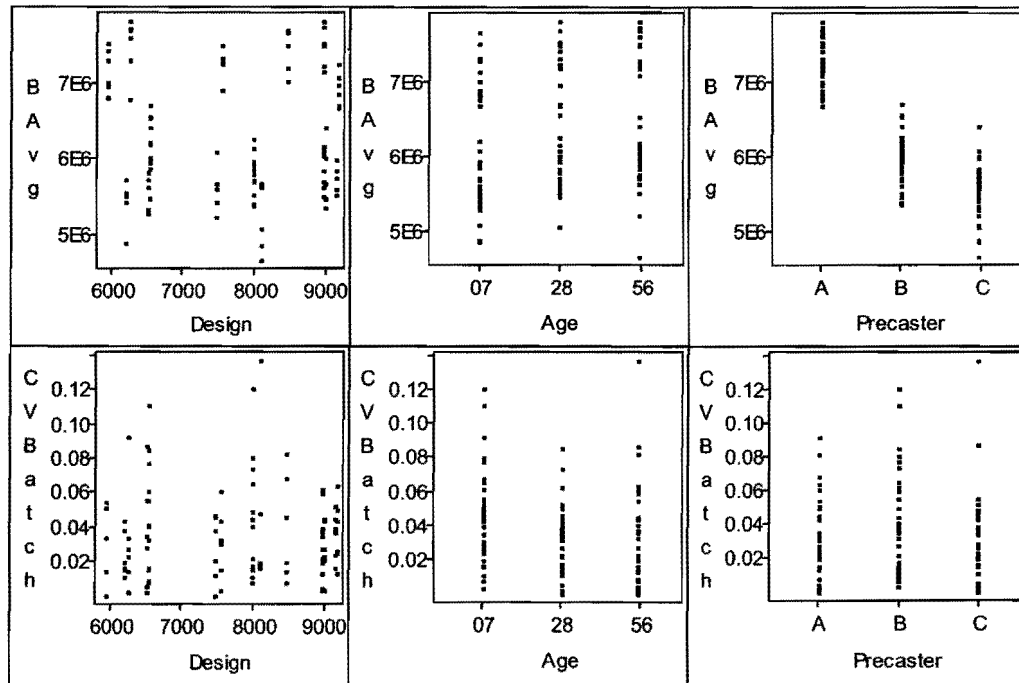 B
A
v
g
7E6
6E6
5E6
6000 7000 8000 9000
Design
B
A
v
g
7E6
6E6
5E6
07 28 56
Age
B
A
v
g
7E6
6E6
5E6
A B C
Precaster
C
V
B
a
t
c
h
0.12
0.10
0.08
0.06
0.04
0.02
6000 7000 8000 9000
Design
C
V
B
a
t
c
h
0.12
0.10
0.08
0.06
0.04
0.02
07 28 56
Age
C
V
B
a
t
c
h
0.12
0.10
0.08
0.06
0.04
0.02
A B C
Precaster